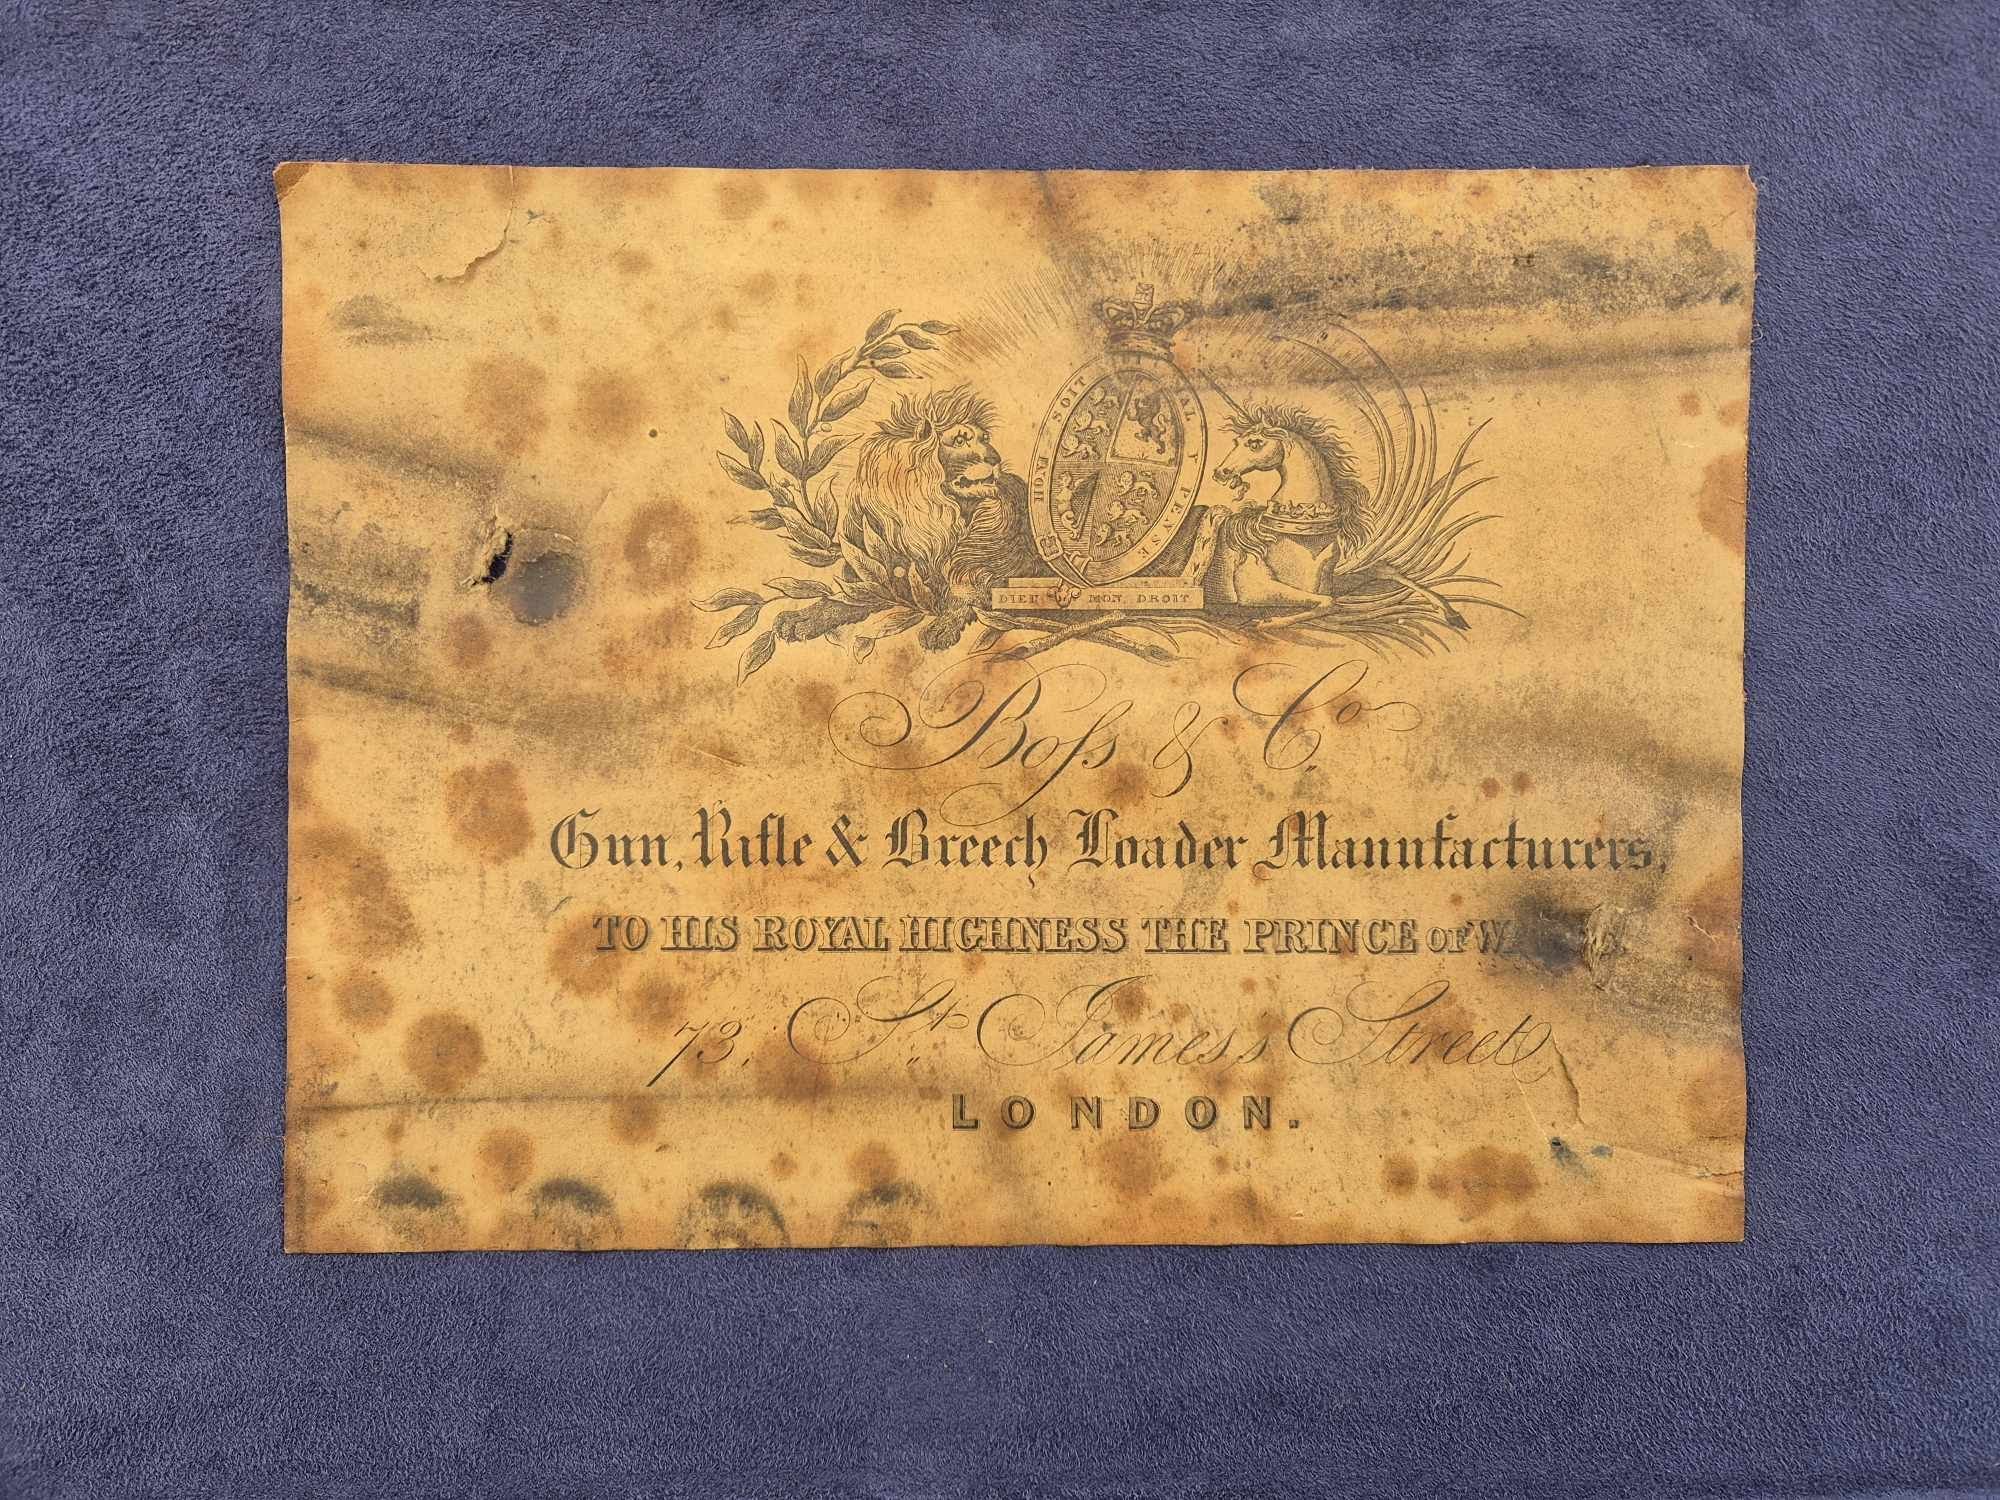 HONI SOIT QUI MAL Y PENSE
DIEU ET MON DROIT
Boſs & Co.
Gun, Rifle & Breech Loader Manufacturers,
TO HIS ROYAL HIGHNESS THE PRINCE OF
73, St. James's Street
LONDON.